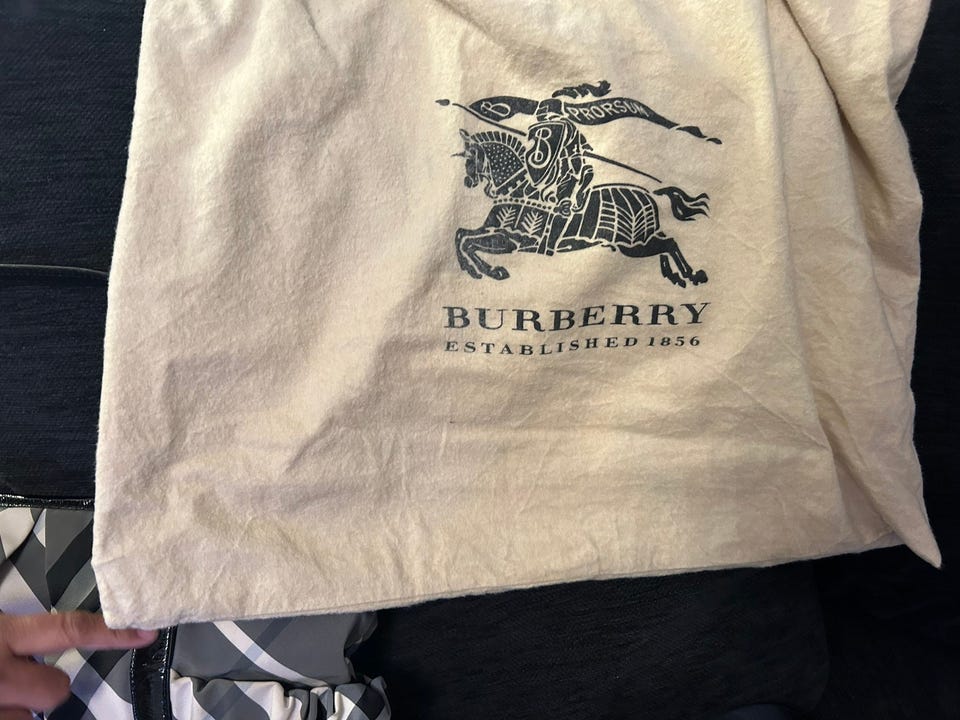 B PRORSUM
B
BURBERRY
ESTABLISHED 1856